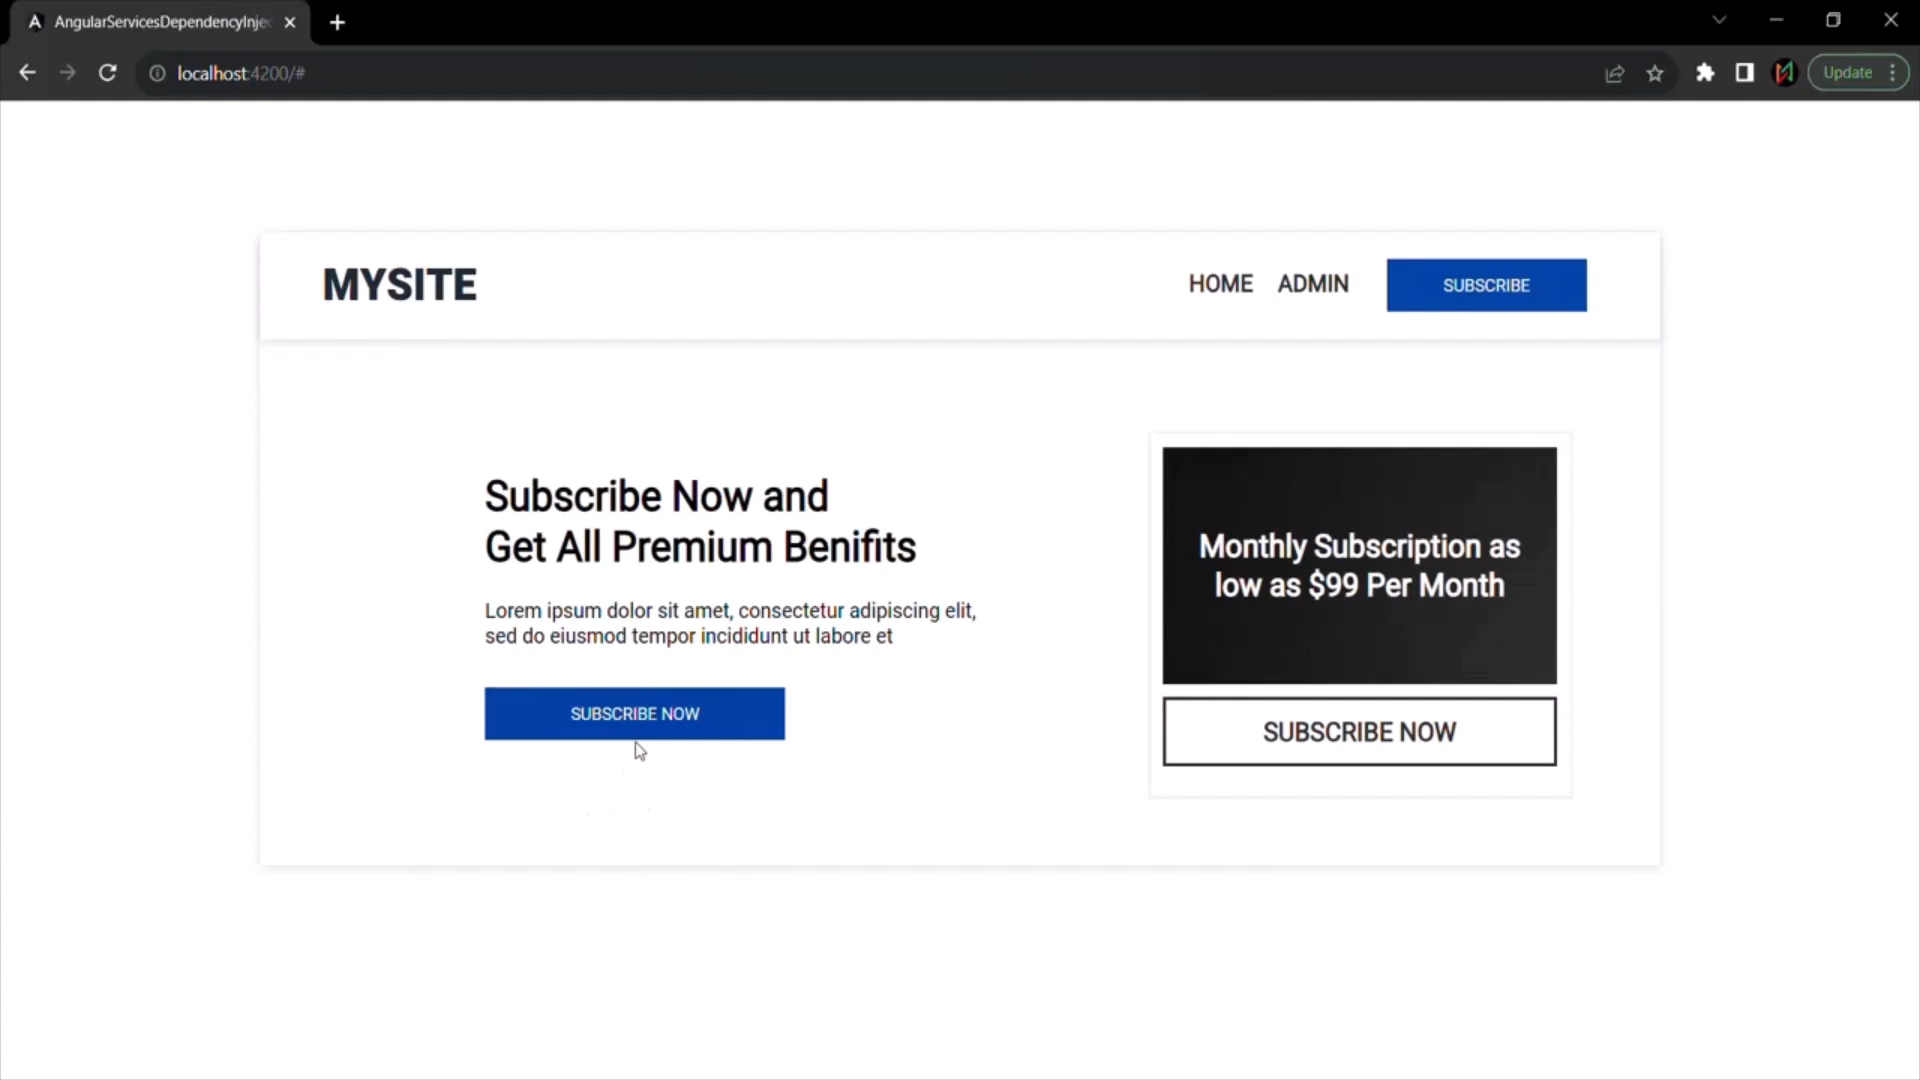 AngularServicesDependencyInjec
localhost:4200/#
Update
MYSITE
HOME ADMIN SUBSCRIBE
Subscribe Now and
Get All Premium Benifits
Lorem ipsum dolor sit amet, consectetur adipiscing elit,
sed do eiusmod tempor incididunt ut labore et
SUBSCRIBE NOW
Monthly Subscription as
low as $99 Per Month
SUBSCRIBE NOW